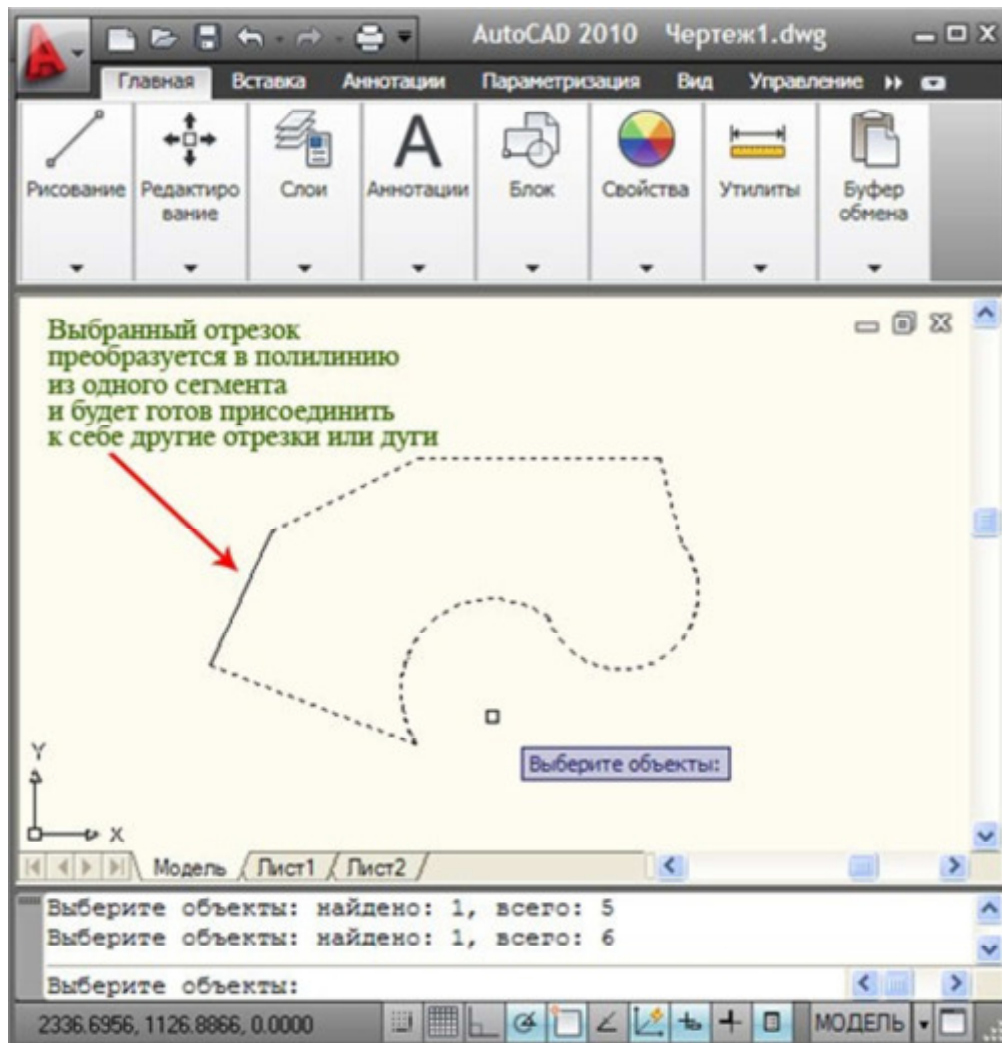 AutoCAD 2010 Чертеж1.dwg
Главная Вставка Аннотации Параметризация Вид Управление
Рисование Редактиро Слои Аннотации Блок Свойства Утилиты Буфер
вание обмена
Выбранный отрезок
преобразуется в полилинию
из одного сегмента
и будет готов присоединить
к себе другие отрезки или дуги
Выберите объекты:
Y
X
Модель Лист1 Лист2
Выберите объекты: найдено: 1, всего: 5
Выберите объекты: найдено: 1, всего: 6
Выберите объекты:
2336.6956, 1126.8866, 0.0000 МОДЕЛЬ